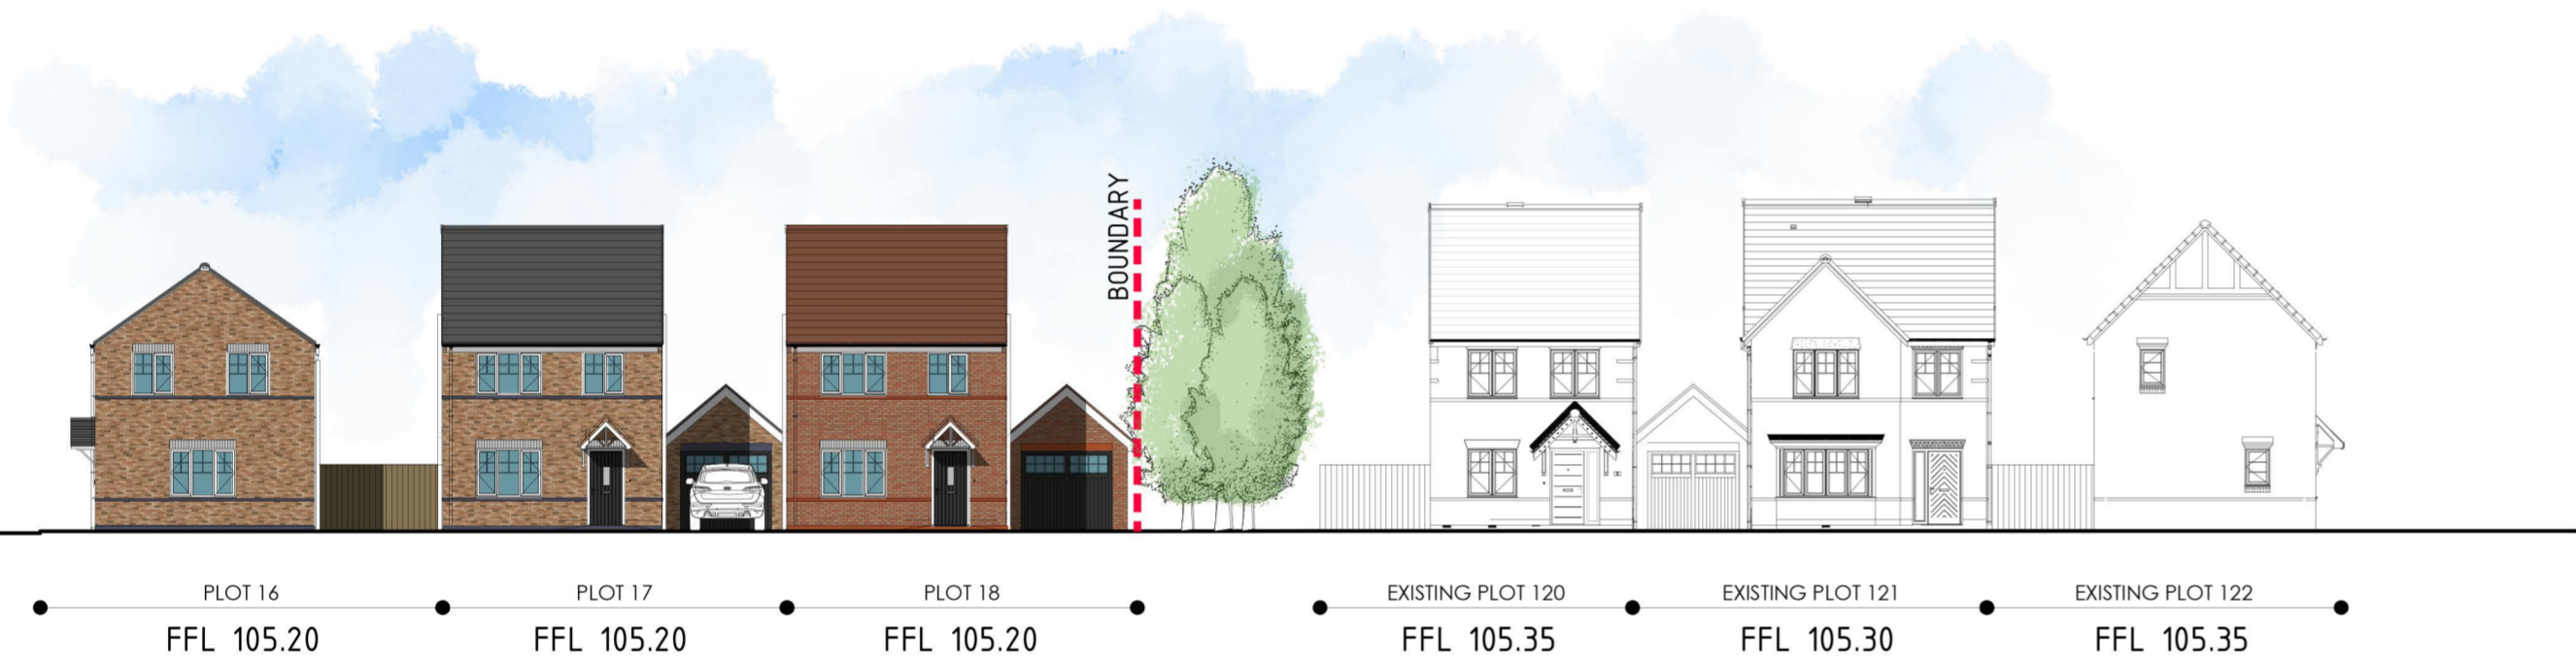 BOUNDARY
PLOT 16
FFL 105.20
PLOT 17
FFL 105.20
PLOT 18
FFL 105.20
EXISTING PLOT 120
FFL 105.35
EXISTING PLOT 121
FFL 105.30
EXISTING PLOT 122
FFL 105.35